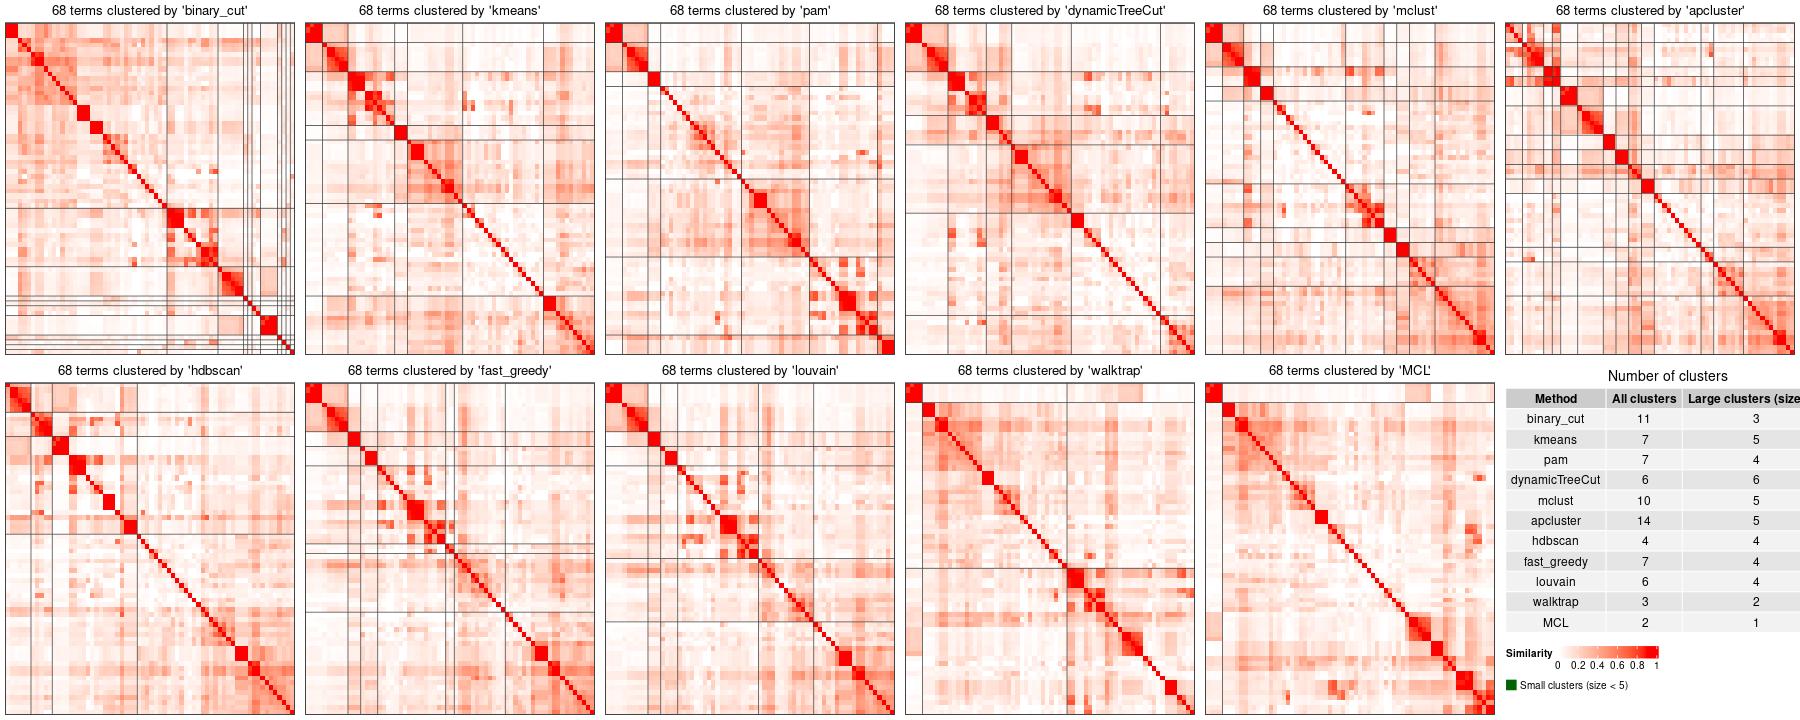 68 terms clustered by 'binary_cut'
68 terms clustered by 'kmeans'
68 terms clustered by 'pam'
68 terms clustered by 'dynamicTreeCut'
68 terms clustered by 'mclust'
68 terms clustered by 'apcluster'
68 terms clustered by 'hdbscan'
68 terms clustered by 'fast_greedy'
68 terms clustered by 'louvain'
68 terms clustered by 'walktrap'
68 terms clustered by 'MCL'
Number of clusters
Method All clusters Large clusters (size
binary_cut 11 3
kmeans 7 5
pam 7 4
dynamicTreeCut 6 6
mclust 10 5
apcluster 14 5
hdbscan 4 4
fast_greedy 7 4
louvain 6 4
walktrap 3 2
MCL 2 1
Similarity
0 0.2 0.4 0.6 0.8 1
Small clusters (size < 5)